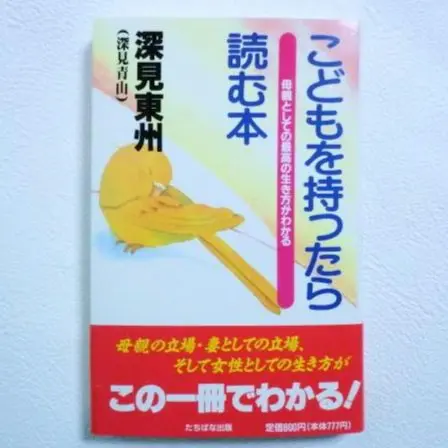 こどもを持ったら
読む本
母親としての最高の生き方がわかる
深見東州
(深見青山)
母親の立場・妻としての立場、
そして女性としての生き方が
この一冊でわかる!
たちばな出版
定価800円(本体777円)